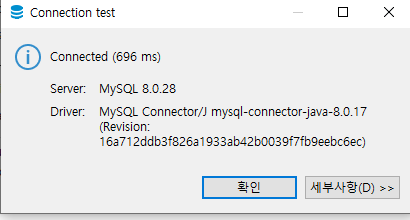 Connection test
Connected (696 ms)
Server: MySQL 8.0.28
Driver: MySQL Connector/J mysql-connector-java-8.0.17
(Revision:
16a712ddb3f826a1933ab42b0039f7fb9eebc6ec)
확인 세부사항(D) >>